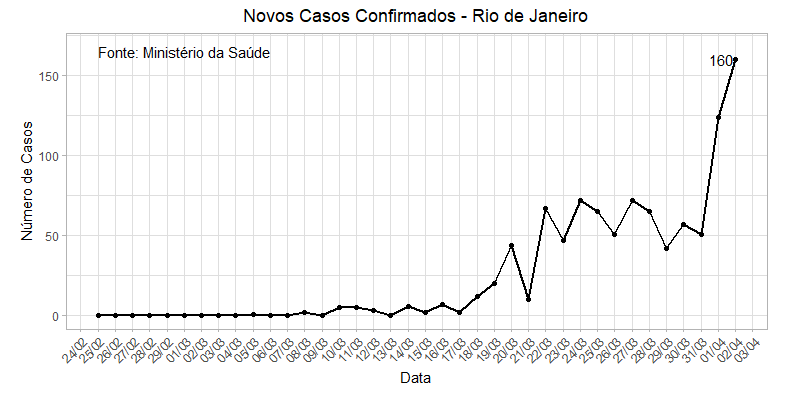 Novos Casos Confirmados - Rio de Janeiro
Fonte: Ministério da Saúde
160
150
100
50
0
Número de Casos
24/02 25/02 26/02 27/02 28/02 29/02 01/03 02/03 03/03 04/03 05/03 06/03 07/03 08/03 09/03 10/03 11/03 12/03 13/03 14/03 15/03 16/03 17/03 18/03 19/03 20/03 21/03 22/03 23/03 24/03 25/03 26/03 27/03 28/03 29/03 30/03 31/03 01/04 02/04 03/04
Data